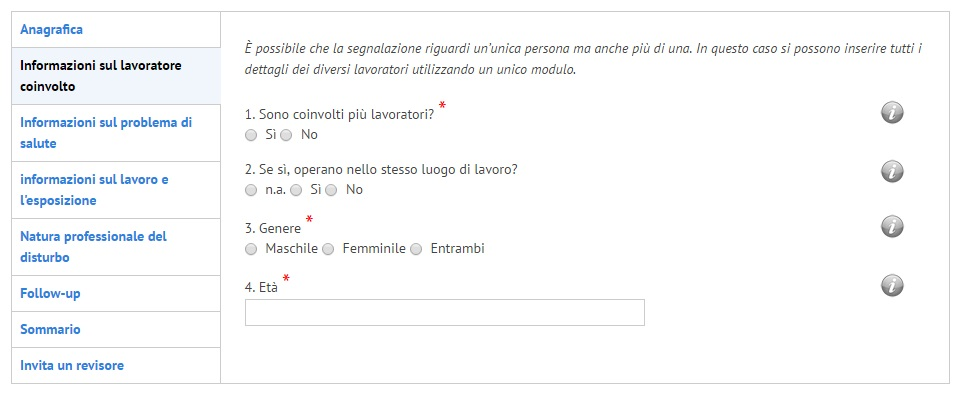 Anagrafica
Informazioni sul lavoratore
coinvolto
Informazioni sul problema di
salute
informazioni sul lavoro e
l'esposizione
Natura professionale del
disturbo
Follow-up
Sommario
Invita un revisore
È possibile che la segnalazione riguardi un'unica persona ma anche più di una. In questo caso si possono inserire tutti i
dettagli dei diversi lavoratori utilizzando un unico modulo.
1. Sono coinvolti più lavoratori? *
Sì No
2. Se sì, operano nello stesso luogo di lavoro?
n.a. Sì No
3. Genere *
Maschile Femminile Entrambi
4. Età *